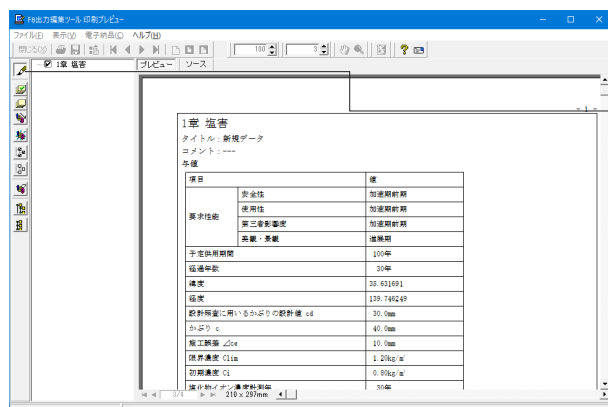 F8出力編集ツール 印刷プレビュー
ファイル(F) 表示(V) 電子納品(C) ヘルプ(H)
閉じる(X) 100 3
1章 塩害 プレビュー ソース
- 1 -
1章 塩害
タイトル：新規データ
コメント：---
与値
項目 値
要求性能 安全性 加速期前期
使用性 加速期前期
第三者影響度 加速期前期
美観・景観 進展期
予定供用期間 100年
経過年数 30年
緯度 35.631691
経度 139.746249
設計照査に用いるかぶりの設計値 cd 30.0mm
かぶり c 40.0mm
施工誤差 ⊿ce 10.0mm
限界濃度 Clim 1.20kg/㎥
初期濃度 Ci 0.80kg/㎥
塩化物イオン濃度計測年 30年
3/4 210 x 297mm